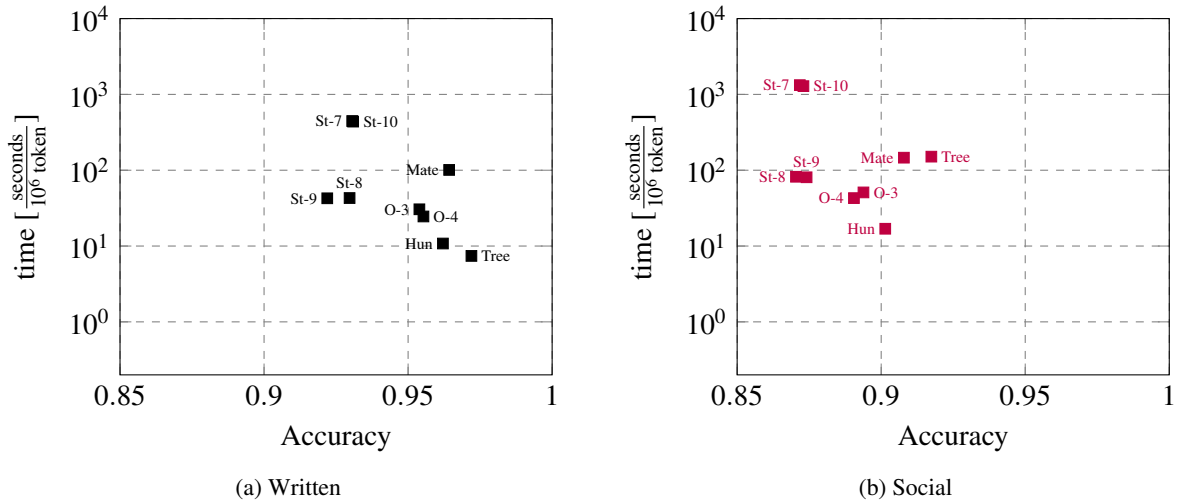 10^4
10^3
10^2
10^1
10^0
time [ seconds / 10^6 token ]
St-7 St-10
Mate
St-8
St-9
O-3 O-4
Hun
Tree
0.85 0.9 0.95 1
Accuracy
(a) Written
10^4
10^3
10^2
10^1
10^0
time [ seconds / 10^6 token ]
St-7 St-10
Mate Tree
St-9
St-8
O-3
O-4
Hun
0.85 0.9 0.95 1
Accuracy
(b) Social